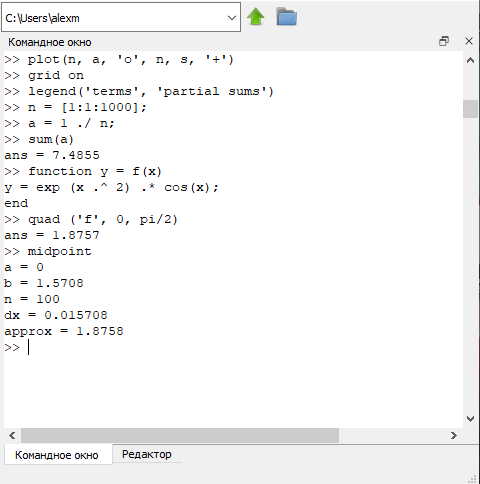 C:\Users\alexm
Командное окно
>> plot(n, a, 'o', n, s, '+')
>> grid on
>> legend('terms', 'partial sums')
>> n = [1:1:1000];
>> a = 1 ./ n;
>> sum(a)
ans = 7.4855
>> function y = f(x)
y = exp (x .^ 2) .* cos(x);
end
>> quad ('f', 0, pi/2)
ans = 1.8757
>> midpoint
a = 0
b = 1.5708
n = 100
dx = 0.015708
approx = 1.8758
>>
Командное окно Редактор